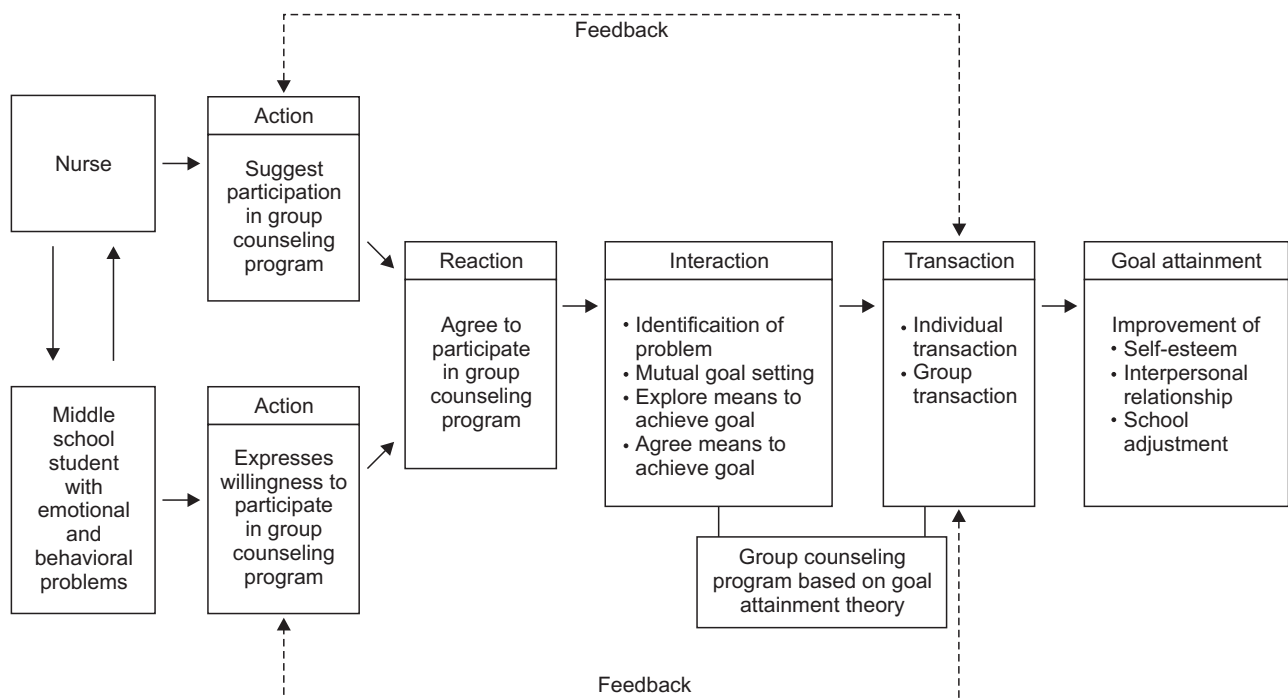 Feedback
Nurse
Action
Suggest
participation
in group
counseling
program
Middle
school
student
with
emotional
and
behavioral
problems
Action
Expresses
willingness to
participate
in group
counseling
program
Reaction
Agree to
participate
in group
counseling
program
Interaction
• Identificaition of
problem
• Mutual goal setting
• Explore means to
achieve goal
• Agree means to
achieve goal
Transaction
• Individual
transaction
• Group
transaction
Goal attainment
Improvement of
• Self-esteem
• Interpersonal
relationship
• School
adjustment
Group counseling
program based on goal
attainment theory
Feedback